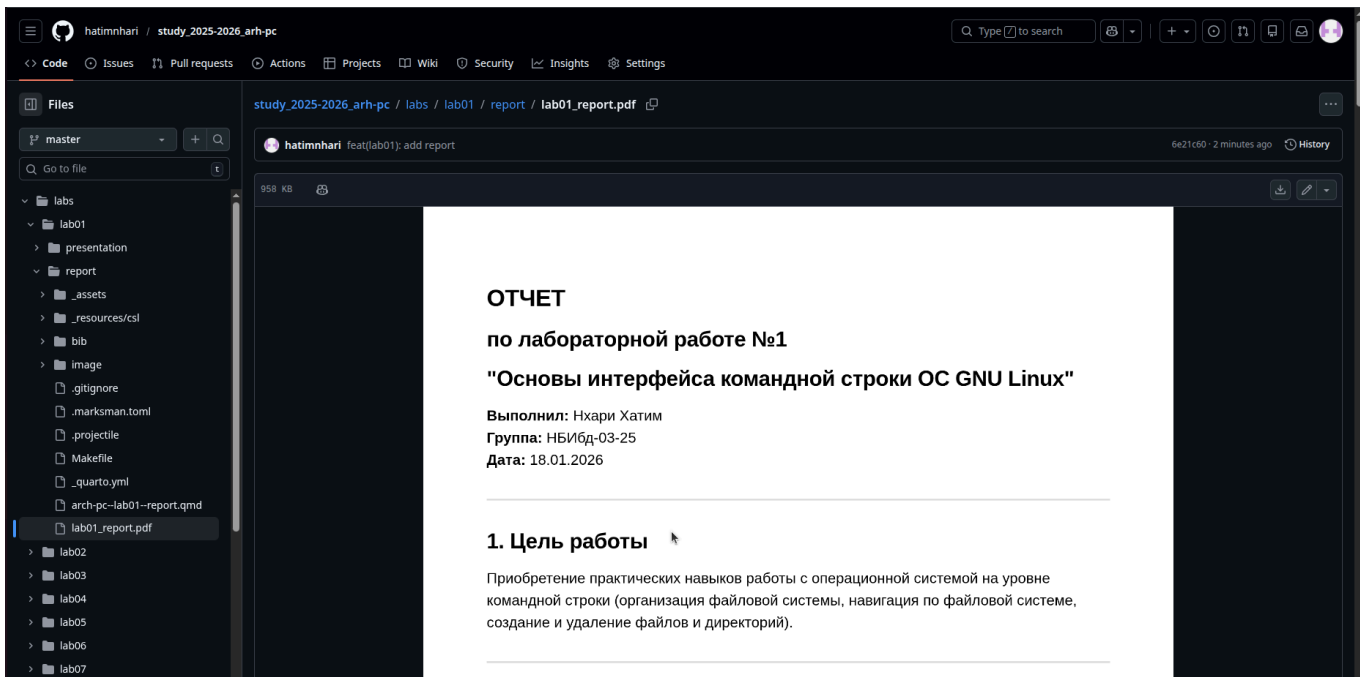 hatimnhari / study_2025-2026_arh-pc
Type / to search
Code Issues Pull requests Actions Projects Wiki Security Insights Settings
Files
study_2025-2026_arh-pc / labs / lab01 / report / lab01_report.pdf
master
hatimnhari feat(lab01): add report
6e21c60 · 2 minutes ago History
Go to file t
958 KB
labs
lab01
presentation
report
_assets
_resources/csl
bib
image
.gitignore
.marksman.toml
.projectile
Makefile
_quarto.yml
arch-pc--lab01--report.qmd
lab01_report.pdf
lab02
lab03
lab04
lab05
lab06
lab07
ОТЧЕТ
по лабораторной работе №1
"Основы интерфейса командной строки ОС GNU Linux"
Выполнил: Нхари Хатим
Группа: НБИбд-03-25
Дата: 18.01.2026
1. Цель работы
Приобретение практических навыков работы с операционной системой на уровне
командной строки (организация файловой системы, навигация по файловой системе,
создание и удаление файлов и директорий).